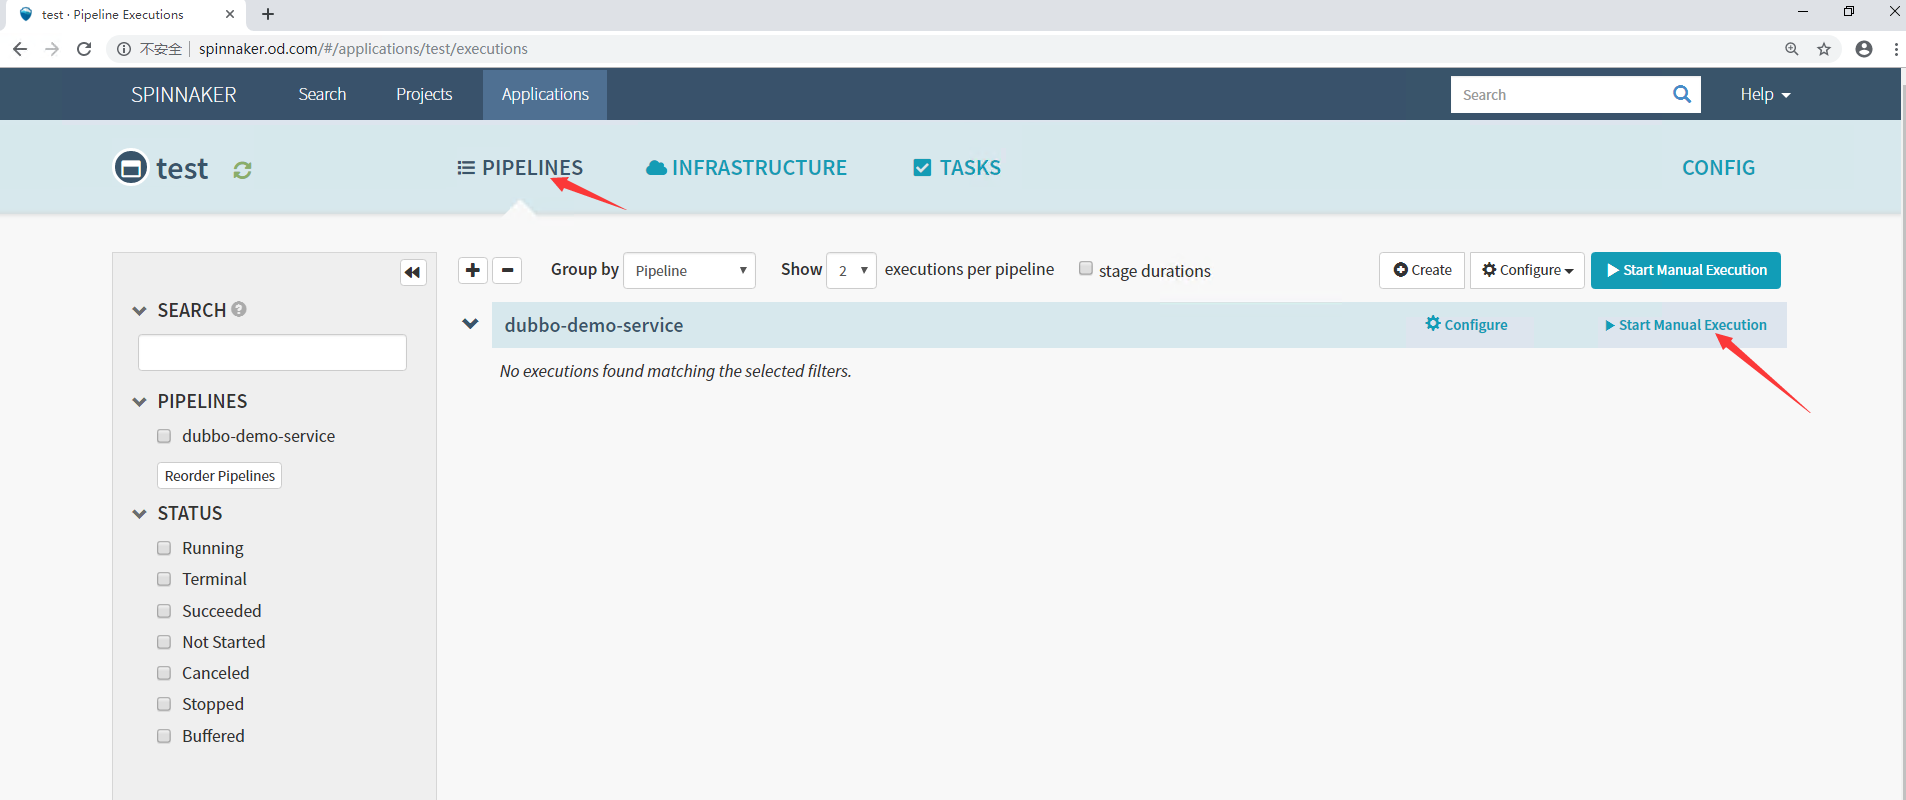 test · Pipeline Executions
不安全 spinnaker.od.com/#/applications/test/executions
SPINNAKER Search Projects Applications Search Help
test PIPELINES INFRASTRUCTURE TASKS CONFIG
Group by Pipeline Show 2 executions per pipeline stage durations Create Configure Start Manual Execution
SEARCH
dubbo-demo-service Configure Start Manual Execution
No executions found matching the selected filters.
PIPELINES
dubbo-demo-service
Reorder Pipelines
STATUS
Running
Terminal
Succeeded
Not Started
Canceled
Stopped
Buffered